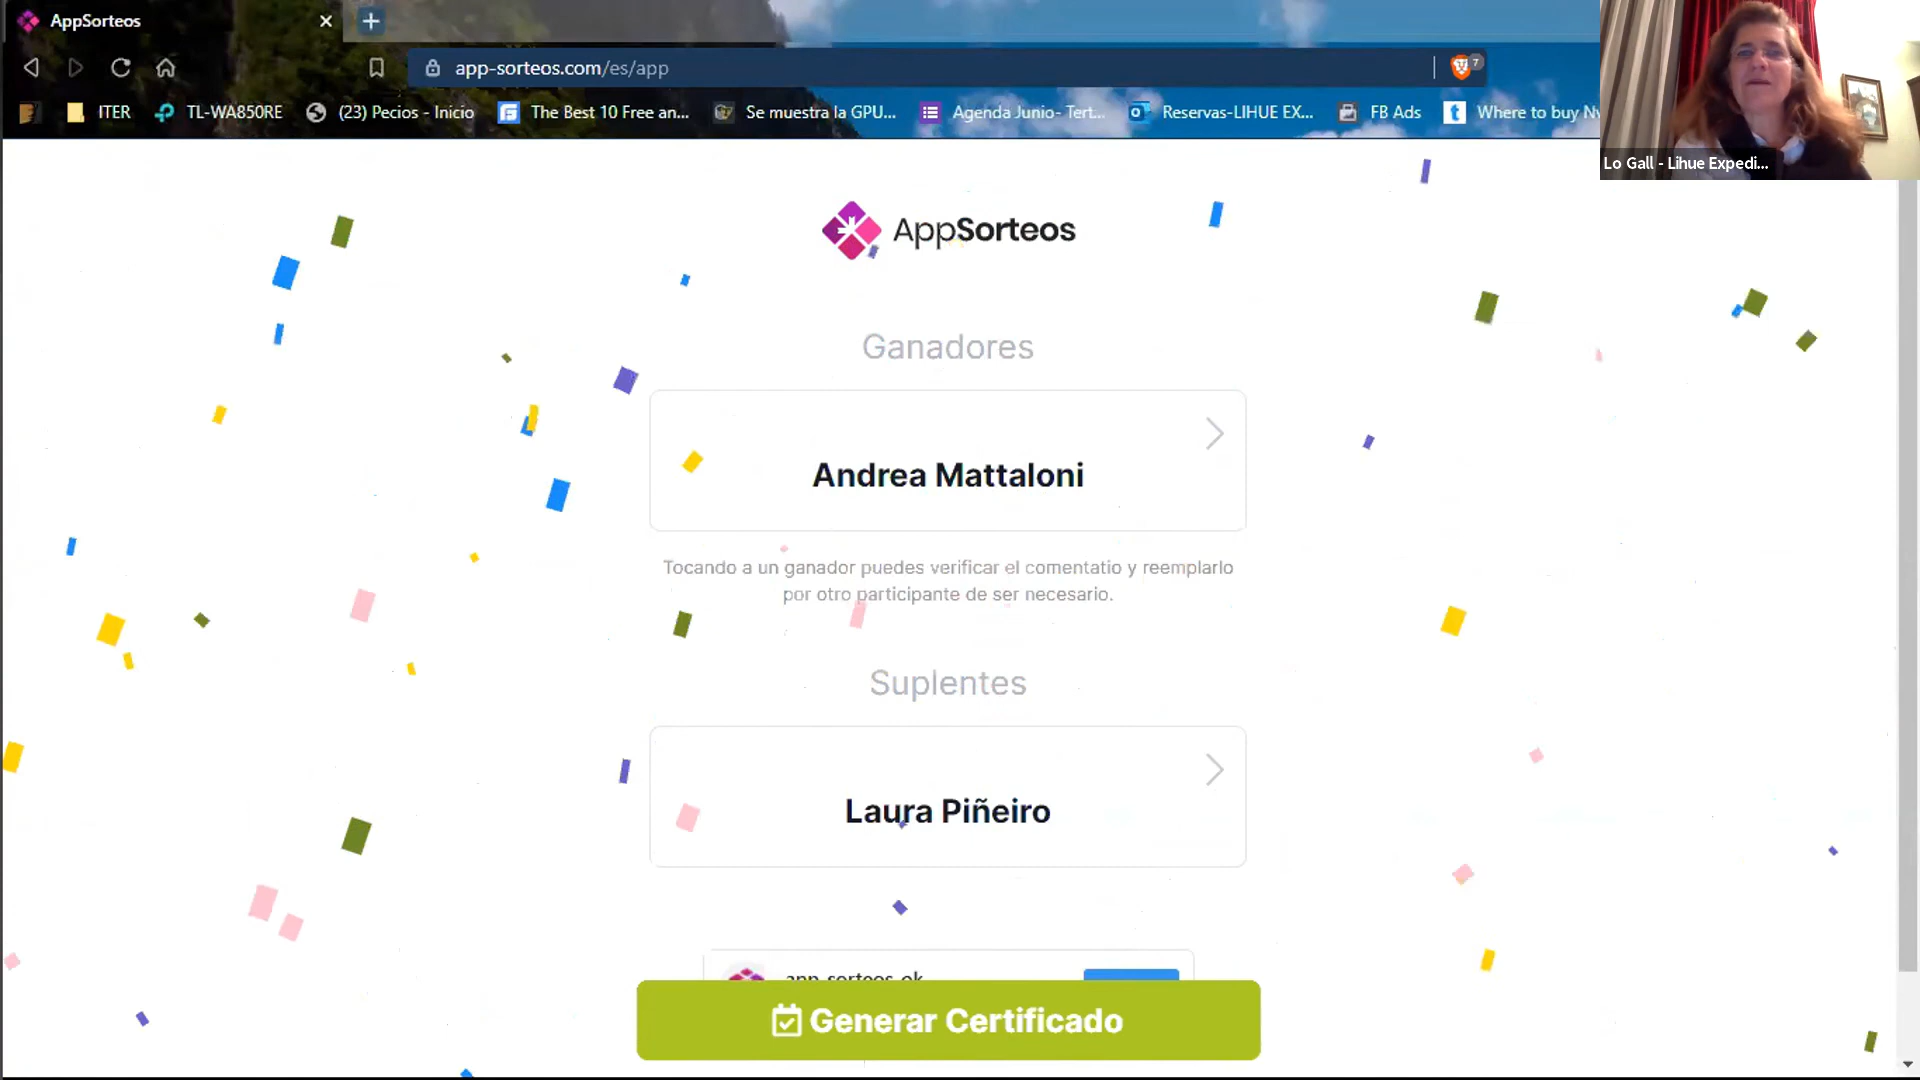 AppSorteos
app-sorteos.com/es/app
7
ITER
TL-WA850RE
(23) Pecios - Inicio
The Best 10 Free an...
Se muestra la GPU...
Agenda Junio- Tert...
Reservas-LIHUE EX...
FB Ads
Where to buy Ny
Lo Gall - Lihue Expedi...
AppSorteos
Ganadores
Andrea Mattaloni
Tocando a un ganador puedes verificar el comentatio y reemplarlo
por otro participante de ser necesario.
Suplentes
Laura Piñeiro
app_sorteos_ok
Generar Certificado